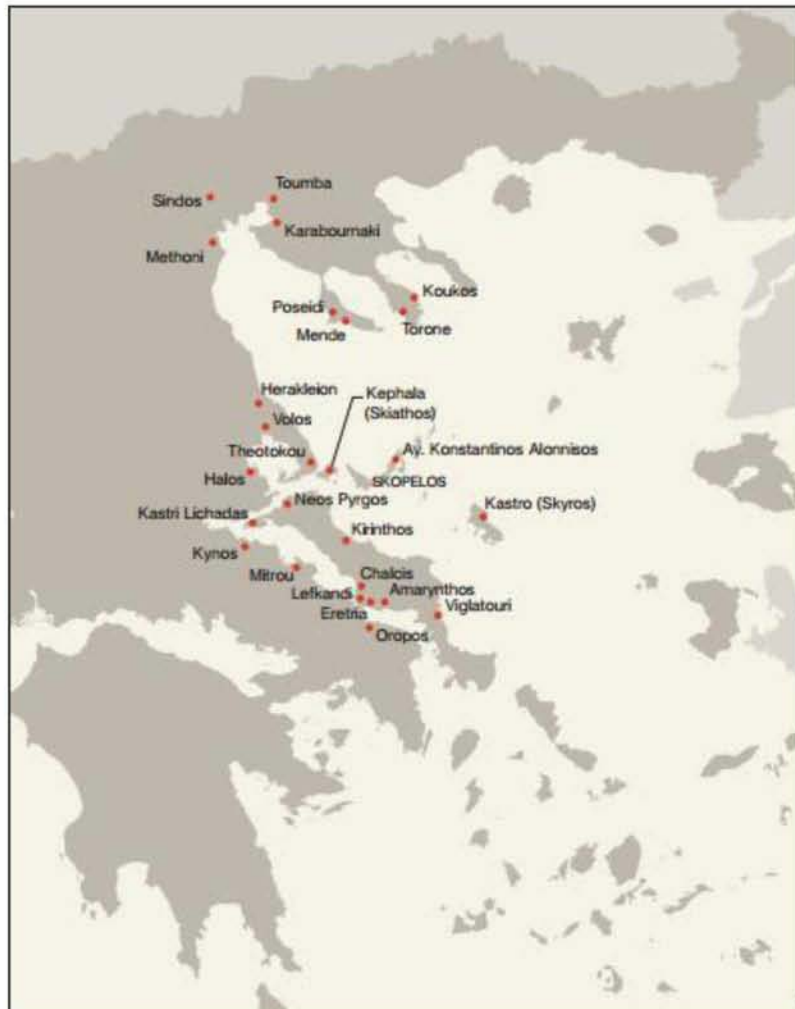 Toumba
Sindos
Karabournaki
Methoni
Koukos
Poseidi
Torone
Mende
Herakleion
Kephala
(Skiathos)
Volos
Ay. Konstantinos Alonnisos
Theotokou
Halos
SKOPELOS
Neos Pyrgos
Kastro (Skyros)
Kastri Lichadas
Kirinthos
Kynos
Mitrou
Chalcis
Lefkandi
Amarynthos
Eretria
Viglatouri
Oropos